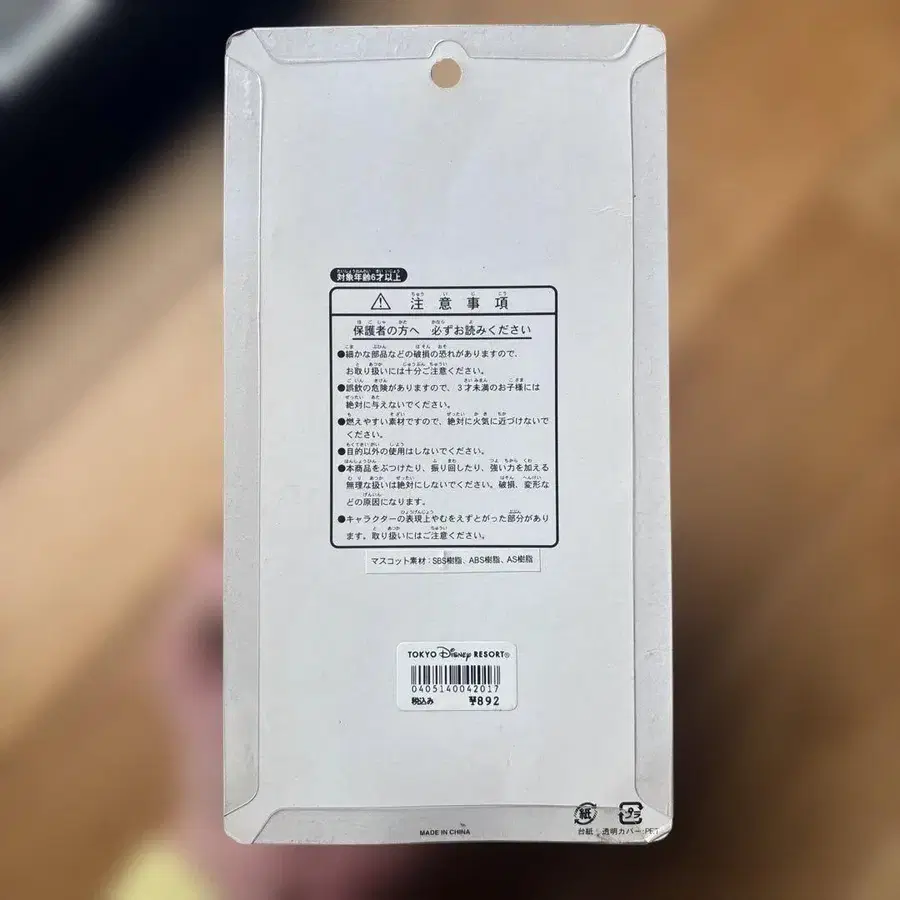 対象年齢6才以上
⚠ 注意事項
保護者の方へ 必ずお読みください
●細かな部品などの破損の恐れがありますので、
お取り扱いには十分ご注意ください。
●誤飲の危険がありますので、3才未満のお子様には
絶対に与えないでください。
●燃えやすい素材ですので、絶対に火気に近づけないで
ください。
●目的以外の使用はしないでください。
●本商品をぶつけたり、振り回したり、強い力を加える
無理な扱いは絶対にしないでください。破損、変形な
どの原因になります。
●キャラクターの表現上やむをえずとがった部分があり
ます。取り扱いにはご注意ください。
マスコット素材：SBS樹脂、ABS樹脂、AS樹脂
TOKYO Disney RESORT®
0405140042017
税込み ¥892
紙 プラ
台紙 透明カバー:PET
MADE IN CHINA